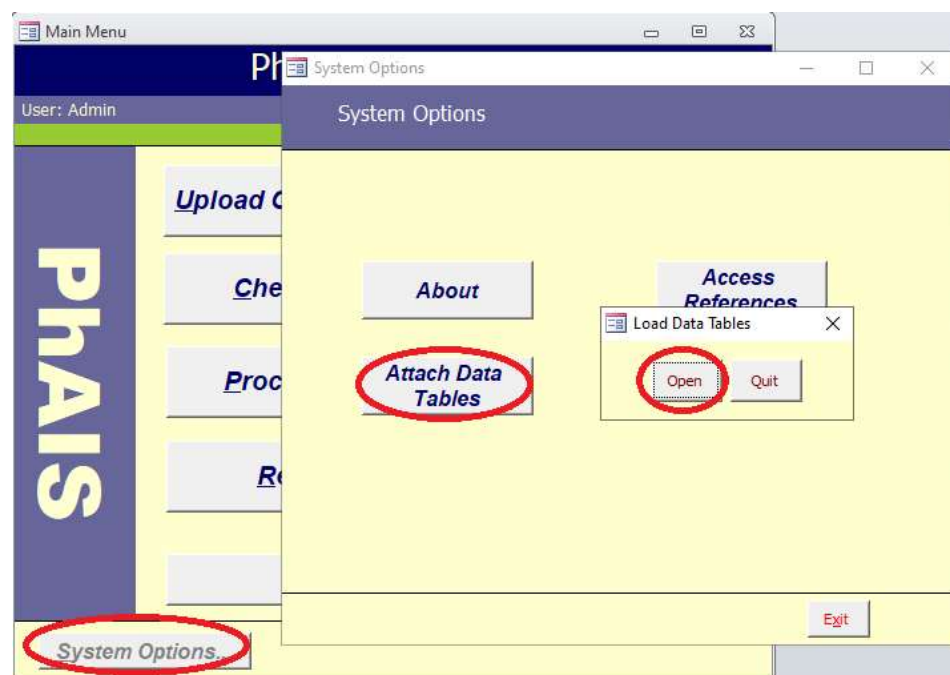 Main Menu
Ph
System Options
User: Admin
System Options
PhAIS
Upload
Che
About
Access
References
Load Data Tables
Open Quit
Attach Data
Tables
Proc
Re
Exit
System Options...